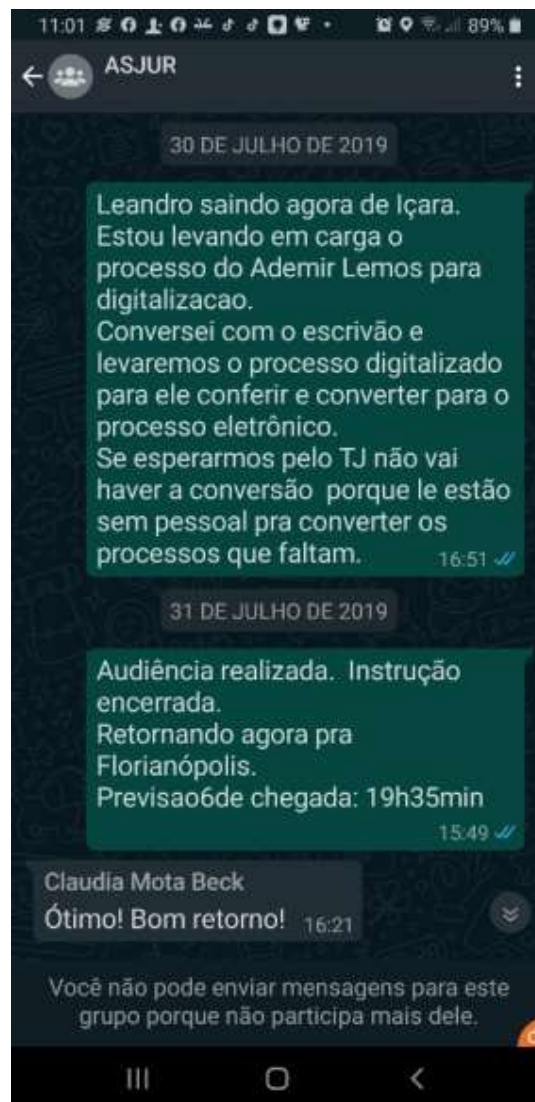 11:01 89%
ASJUR
30 DE JULHO DE 2019
Leandro saindo agora de Içara.
Estou levando em carga o
processo do Ademir Lemos para
digitalizacao.
Conversei com o escrivão e
levaremos o processo digitalizado
para ele conferir e converter para o
processo eletrônico.
Se esperarmos pelo TJ não vai
haver a conversão porque le estão
sem pessoal pra converter os
processos que faltam. 16:51
31 DE JULHO DE 2019
Audiência realizada. Instrução
encerrada.
Retornando agora pra
Florianópolis.
Previsao6de chegada: 19h35min
15:49
Claudia Mota Beck
Ótimo! Bom retorno! 16:21
Você não pode enviar mensagens para este
grupo porque não participa mais dele.